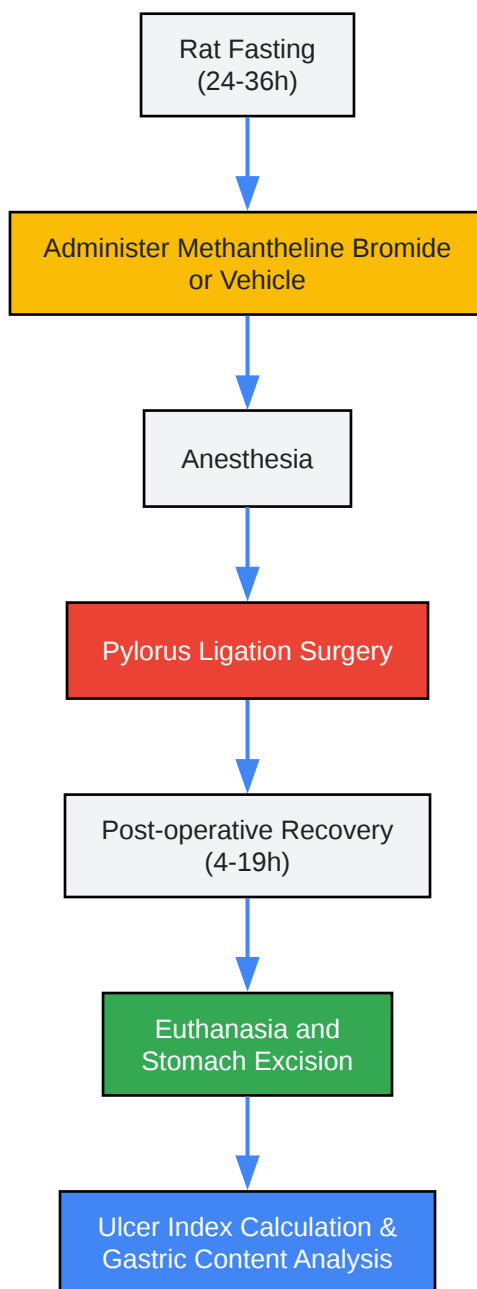 Rat Fasting
(24-36h)
Administer Methantheline Bromide
or Vehicle
Anesthesia
Pylorus Ligation Surgery
Post-operative Recovery
(4-19h)
Euthanasia and
Stomach Excision
Ulcer Index Calculation &
Gastric Content Analysis